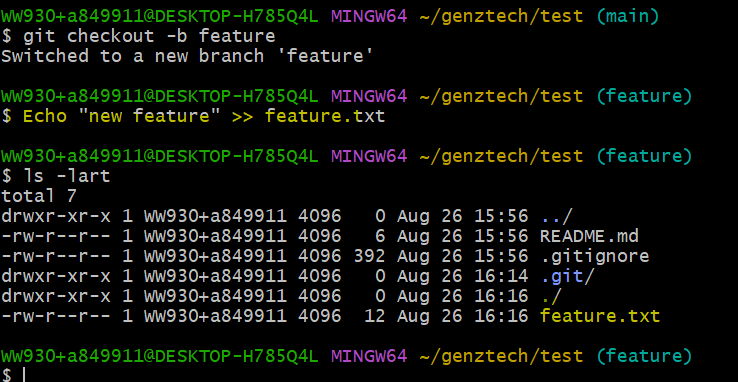 WW930+a849911@DESKTOP-H785Q4L MINGW64 ~/genztech/test (main)
$ git checkout -b feature
Switched to a new branch 'feature'
WW930+a849911@DESKTOP-H785Q4L MINGW64 ~/genztech/test (feature)
$ Echo "new feature" >> feature.txt
WW930+a849911@DESKTOP-H785Q4L MINGW64 ~/genztech/test (feature)
$ ls -lart
total 7
drwxr-xr-x 1 WW930+a849911 4096   0 Aug 26 15:56 ../
-rw-r--r-- 1 WW930+a849911 4096   6 Aug 26 15:56 README.md
-rw-r--r-- 1 WW930+a849911 4096 392 Aug 26 15:56 .gitignore
drwxr-xr-x 1 WW930+a849911 4096   0 Aug 26 16:14 .git/
drwxr-xr-x 1 WW930+a849911 4096   0 Aug 26 16:16 ./
-rw-r--r-- 1 WW930+a849911 4096  12 Aug 26 16:16 feature.txt
WW930+a849911@DESKTOP-H785Q4L MINGW64 ~/genztech/test (feature)
$